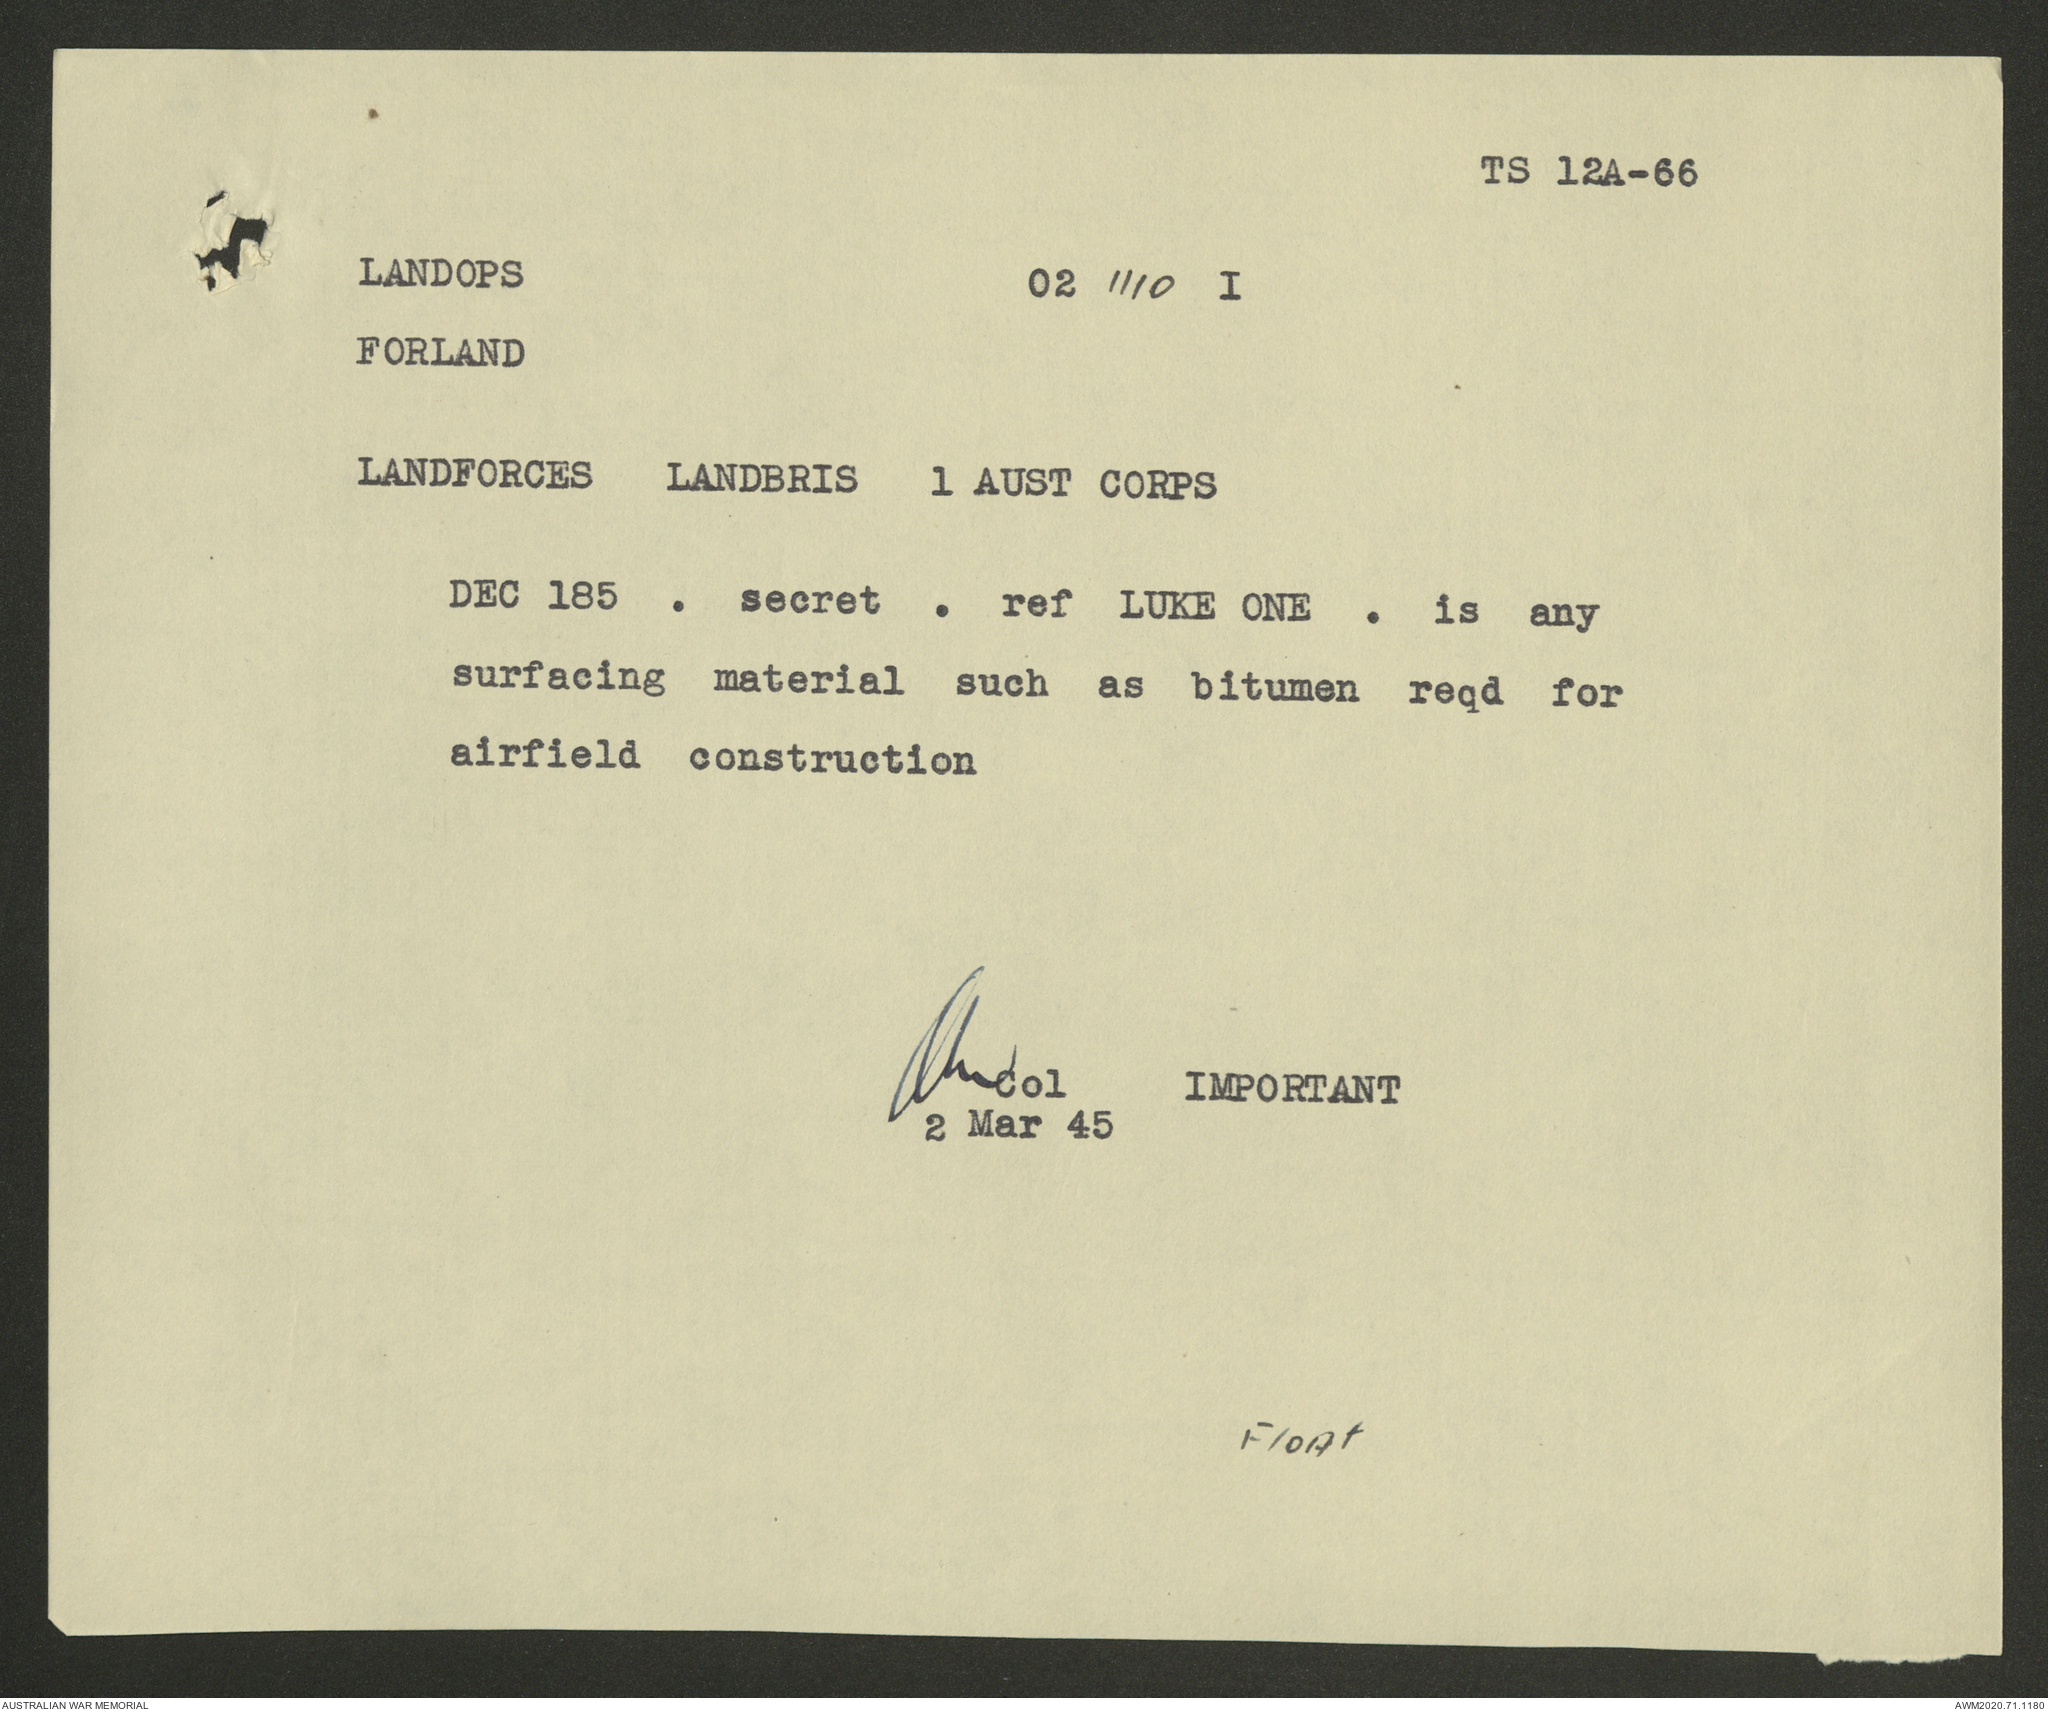 TS 12A-66
LANDOPS 02 1110 I
FORLAND
LANDFORCES LANDBRIS 1 AUST CORPS
DEC 185 . secret . ref LUKE ONE . is any
surfacing material such as bitumen reqd for
airfield construction
Col IMPORTANT
2 Mar 45
Float
AUSTRALIAN WAR MEMORIAL AWM2020.71.1180